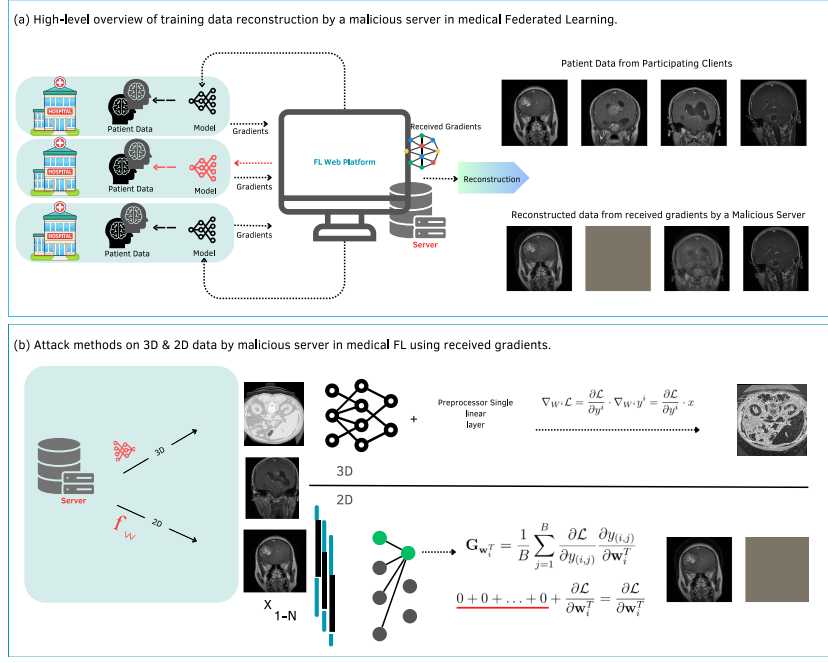 (a) High-level overview of training data reconstruction by a malicious server in medical Federated Learning.
Patient Data from Participating Clients
HOSPITAL
Patient Data
Model
Gradients
HOSPITAL
Patient Data
Model
Gradients
HOSPITAL
Patient Data
Model
Gradients
FL Web Platform
Received Gradients
Server
Reconstruction
Reconstructed data from received gradients by a Malicious Server
(b) Attack methods on 3D & 2D data by malicious server in medical FL using received gradients.
Server
3D
2D
f_w
X 1-N
+
Preprocessor Single
linear
layer
∇_{W^i} ℒ = ∂ℒ/∂y^i · ∇_{W^i} y^i = ∂ℒ/∂y^i · x
3D
2D
G_{w_i^T} = 1/B ∑_{j=1}^{B} ∂ℒ/∂y_{(i,j)} ∂y_{(i,j)}/∂w_i^T
0 + 0 + … + 0 + ∂ℒ/∂w_i^T = ∂ℒ/∂w_i^T